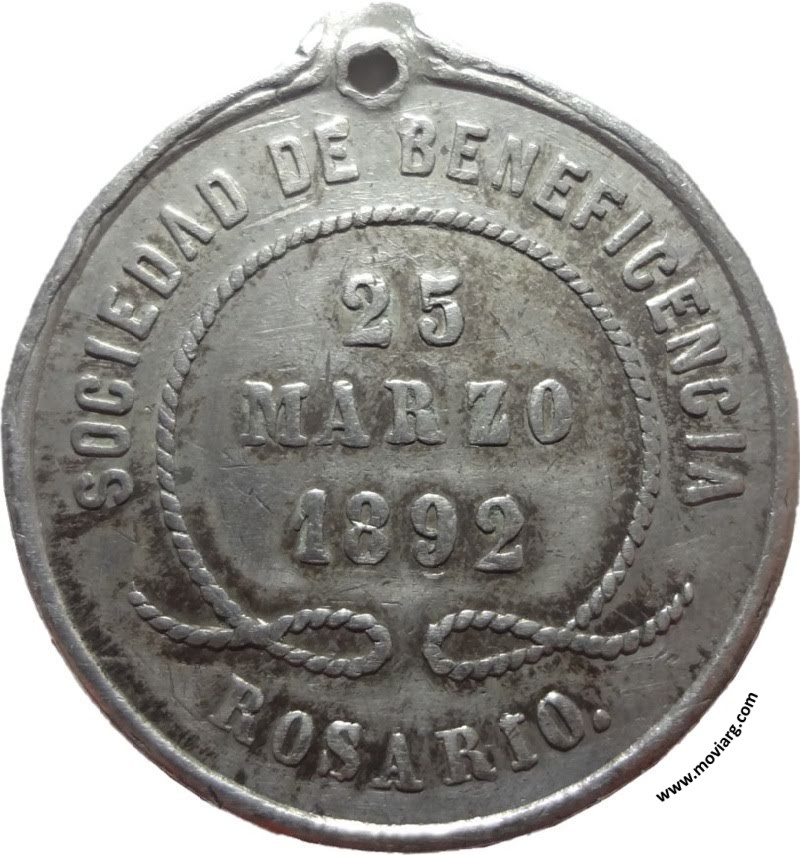 SOCIEDAD DE BENEFICENCIA
25
MARZO
1892
ROSARIO.
www.moviarg.com